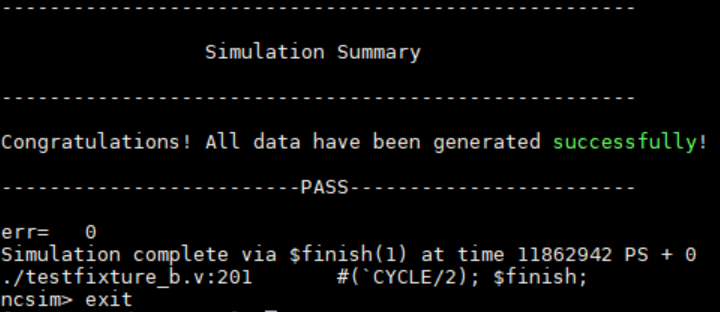 -----------------------------------------------------
Simulation Summary
-----------------------------------------------------
Congratulations! All data have been generated successfully!
-------------------------PASS------------------------
err=   0
Simulation complete via $finish(1) at time 11862942 PS + 0
./testfixture_b.v:201       #(`CYCLE/2); $finish;
ncsim> exit